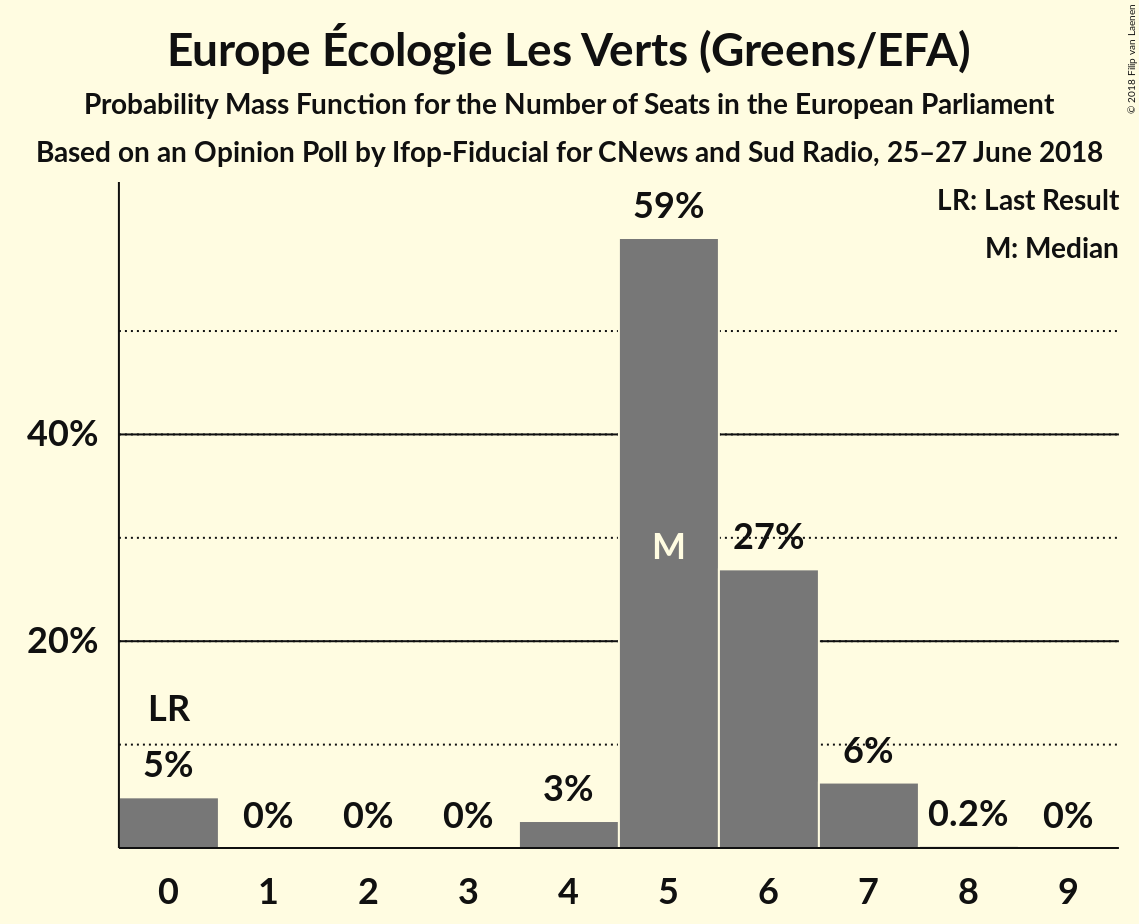 Europe Écologie Les Verts (Greens/EFA)
Probability Mass Function for the Number of Seats in the European Parliament
Based on an Opinion Poll by Ifop-Fiducial for CNews and Sud Radio, 25–27 June 2018
© 2018 Filip van Laenen
LR: Last Result
M: Median
59%
40%
M
27%
20%
LR
5%
0%
0%
0%
3%
6%
0.2%
0%
0 1 2 3 4 5 6 7 8 9